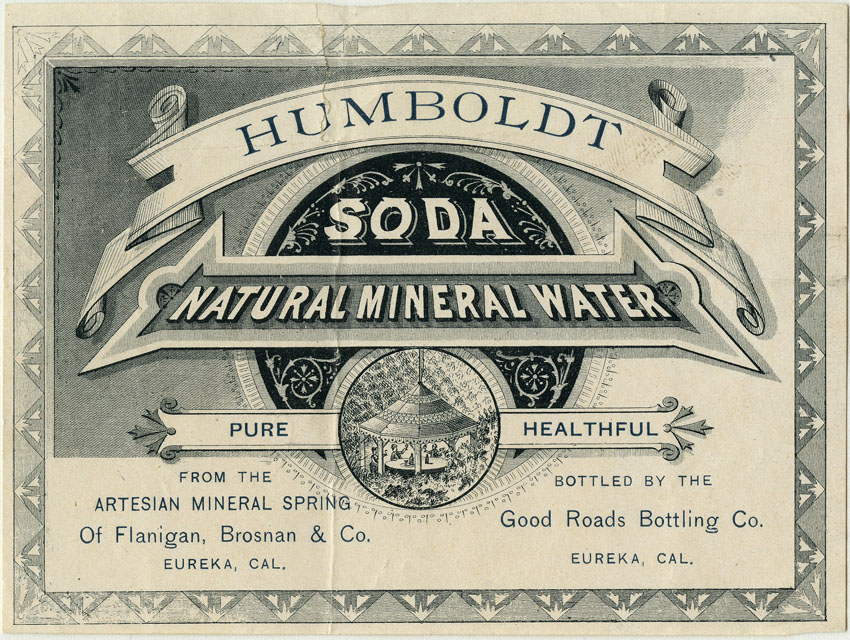 HUMBOLDT
SODA
NATURAL MINERAL WATER
PURE
HEALTHFUL
FROM THE
ARTESIAN MINERAL SPRING
Of Flanigan, Brosnan & Co.
EUREKA, CAL.
BOTTLED BY THE
Good Roads Bottling Co.
EUREKA, CAL.